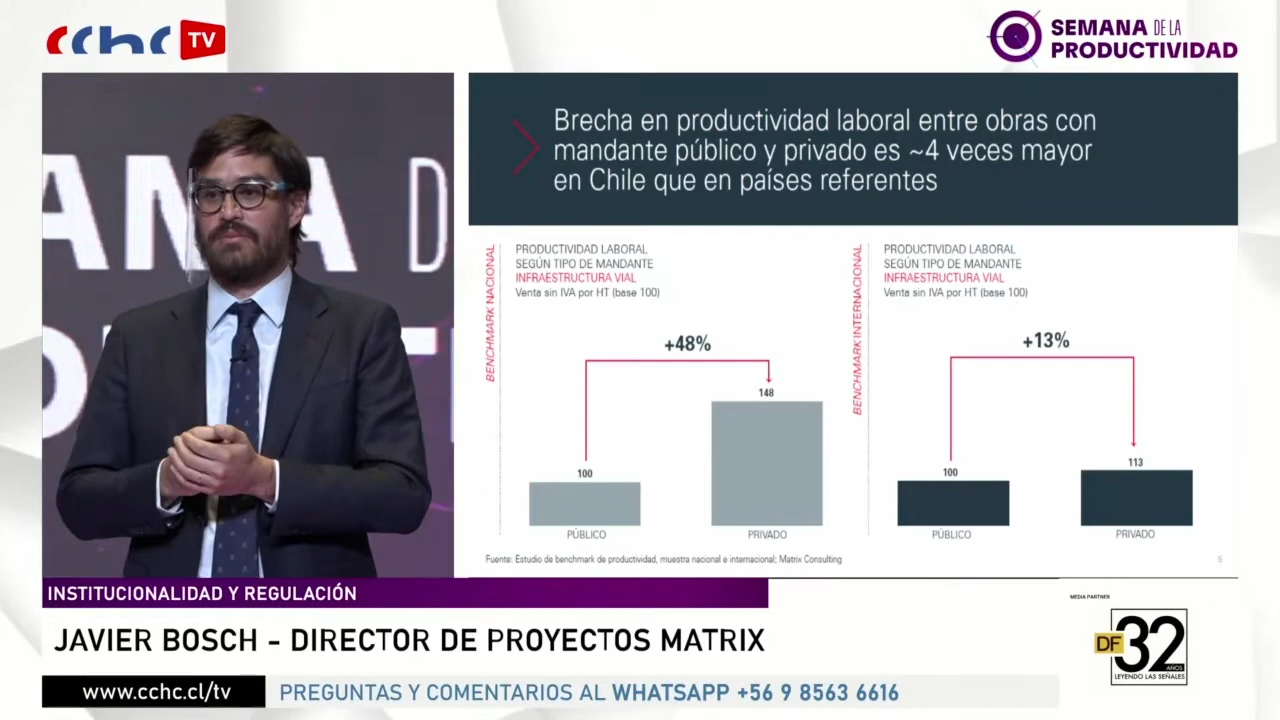 cchc TV
SEMANA DE LA
PRODUCTIVIDAD
ANA D
Brecha en productividad laboral entre obras con
mandante público y privado es ~4 veces mayor
en Chile que en países referentes
BENCHMARK NACIONAL
PRODUCTIVIDAD LABORAL
SEGÚN TIPO DE MANDANTE
INFRAESTRUCTURA VIAL
Venta sin IVA por HT (base 100)
+48%
148
100
PÚBLICO
PRIVADO
BENCHMARK INTERNACIONAL
PRODUCTIVIDAD LABORAL
SEGÚN TIPO DE MANDANTE
INFRAESTRUCTURA VIAL
Venta sin IVA por HT (base 100)
+13%
100
113
PÚBLICO
PRIVADO
Fuente: Estudio de benchmark de productividad, muestra nacional e internacional; Matrix Consulting
INSTITUCIONALIDAD Y REGULACIÓN
JAVIER BOSCH - DIRECTOR DE PROYECTOS MATRIX
www.cchc.cl/tv
PREGUNTAS Y COMENTARIOS AL WHATSAPP +56 9 8563 6616
MEDIA PARTNER
DF 32
AÑOS
LEYENDO LAS SEÑALES